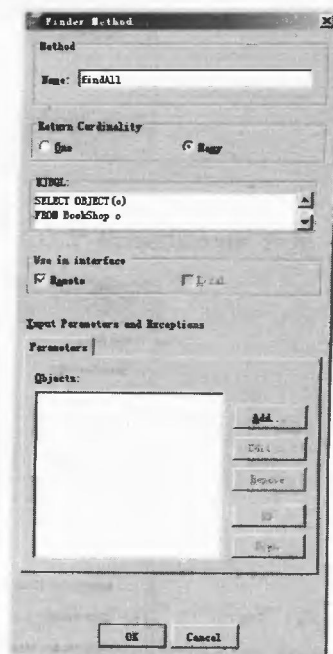 Finder Method
Method
Name: findAll
Return Cardinality
One Many
EJBQL:
SELECT OBJECT(o)
FROM BookShop o
Use in interface
Remote Local
Input Parameters and Exceptions
Parameters
Objects:
Add...
Edit...
Remove
Up
Down
OK Cancel